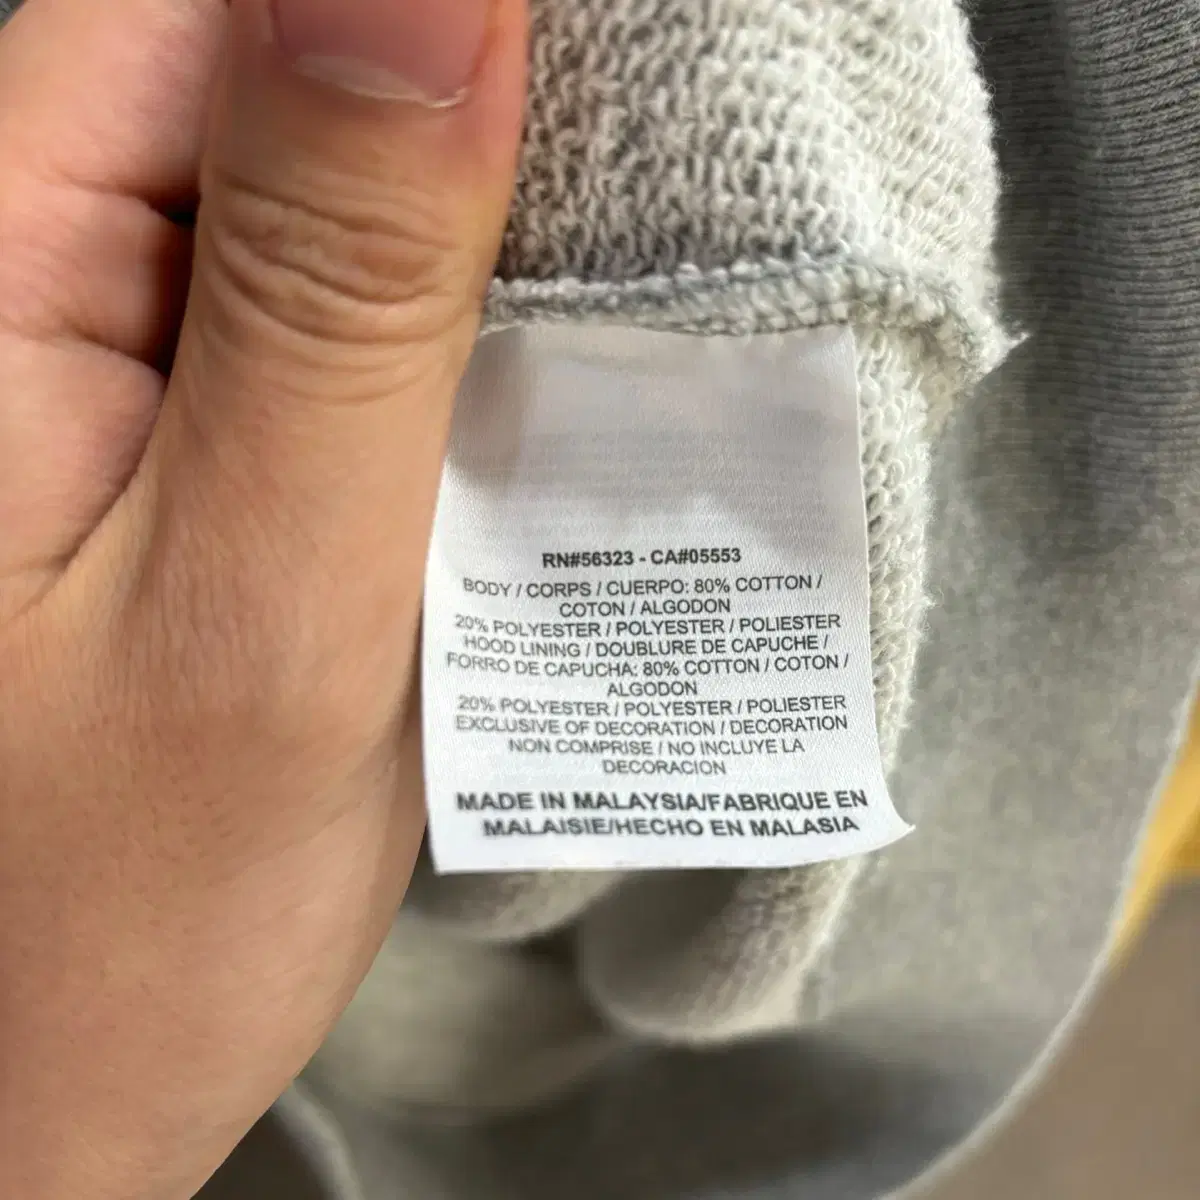 RN#56323 - CA#05553
BODY / CORPS / CUERPO: 80% COTTON /
COTON / ALGODON
20% POLYESTER / POLYESTER / POLIESTER
HOOD LINING / DOUBLURE DE CAPUCHE /
FORRO DE CAPUCHA: 80% COTTON / COTON /
ALGODON
20% POLYESTER / POLYESTER / POLIESTER
EXCLUSIVE OF DECORATION / DECORATION
NON COMPRISE / NO INCLUYE LA
DECORACION
MADE IN MALAYSIA/FABRIQUE EN
MALAISIE/HECHO EN MALASIA